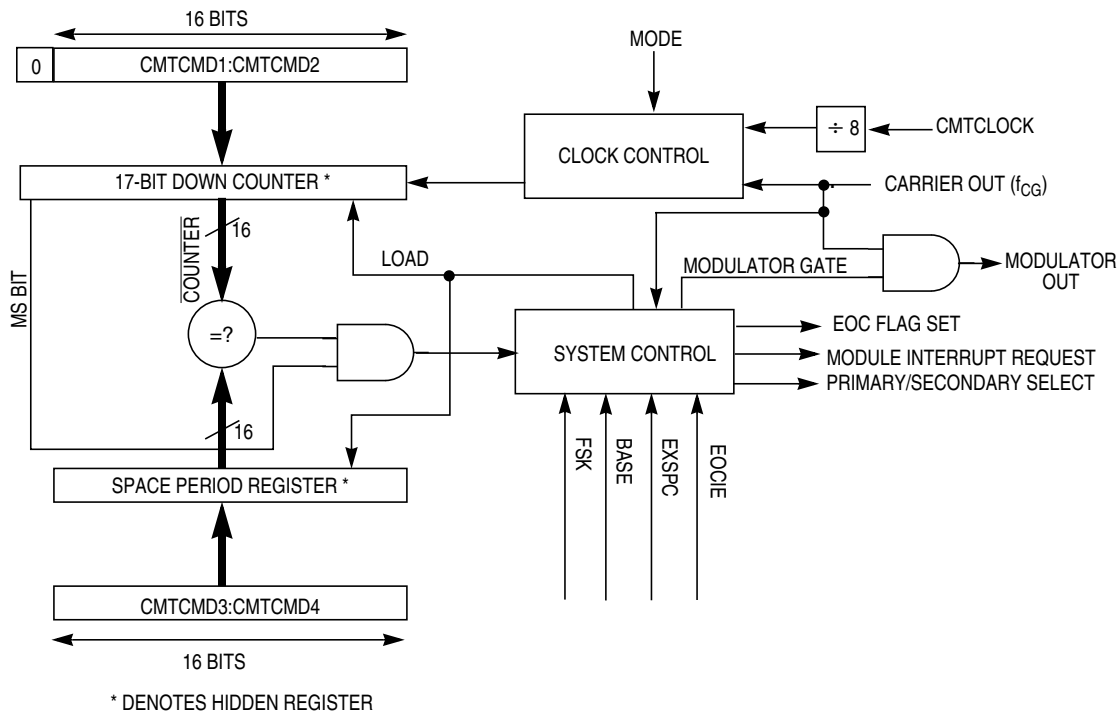 16 BITS
0
CMTCMD1:CMTCMD2
MODE
÷ 8
CMTCLOCK
CLOCK CONTROL
17-BIT DOWN COUNTER *
CARRIER OUT (fCG)
16
COUNTER
MS BIT
LOAD
MODULATOR GATE
MODULATOR
OUT
=?
EOC FLAG SET
SYSTEM CONTROL
MODULE INTERRUPT REQUEST
PRIMARY/SECONDARY SELECT
16
FSK
BASE
EXSPC
EOCIE
SPACE PERIOD REGISTER *
CMTCMD3:CMTCMD4
16 BITS
* DENOTES HIDDEN REGISTER